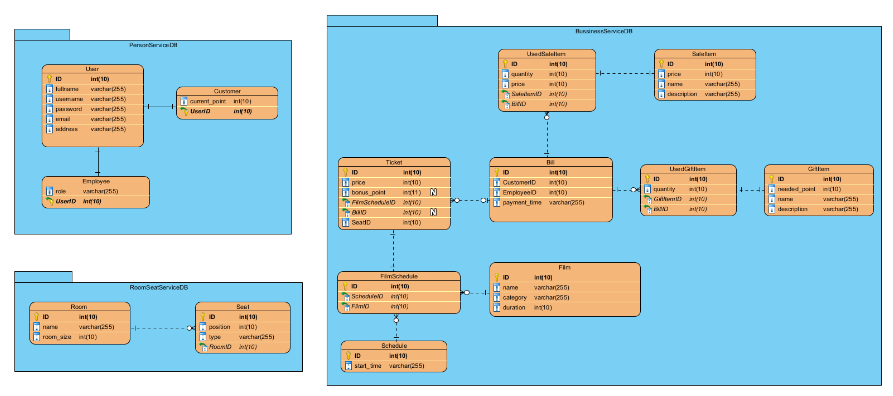 PersonServiceDB
User
ID int(10)
fullname varchar(255)
username varchar(255)
password varchar(255)
email varchar(255)
address varchar(255)
Customer
current_point int(10)
UserID int(10)
Employee
role varchar(255)
UserID int(10)
RoomSeatServiceDB
Room
ID int(10)
name varchar(255)
room_size int(10)
Seat
ID int(10)
position int(10)
type varchar(255)
RoomID int(10)
BussinessServiceDB
UsedSaleItem
ID int(10)
quantity int(10)
price int(10)
SaleItemID int(10)
BillID int(10)
SaleItem
ID int(10)
price int(10)
name varchar(255)
description varchar(255)
Ticket
ID int(10)
price int(10)
bonus_point int(11) N
FilmScheduleID int(10)
BillID int(10) N
SeatID int(10)
Bill
ID int(10)
CustomerID int(10)
EmployeeID int(10)
payment_time varchar(255)
UsedGiftItem
ID int(10)
quantity int(10)
GiftItemID int(10)
BillID int(10)
GiftItem
ID int(10)
needed_point int(10)
name varchar(255)
description varchar(255)
FilmSchedule
ID int(10)
ScheduleID int(10)
FilmID int(10)
Film
ID int(10)
name varchar(255)
category varchar(255)
duration int(10)
Schedule
ID int(10)
start_time varchar(255)